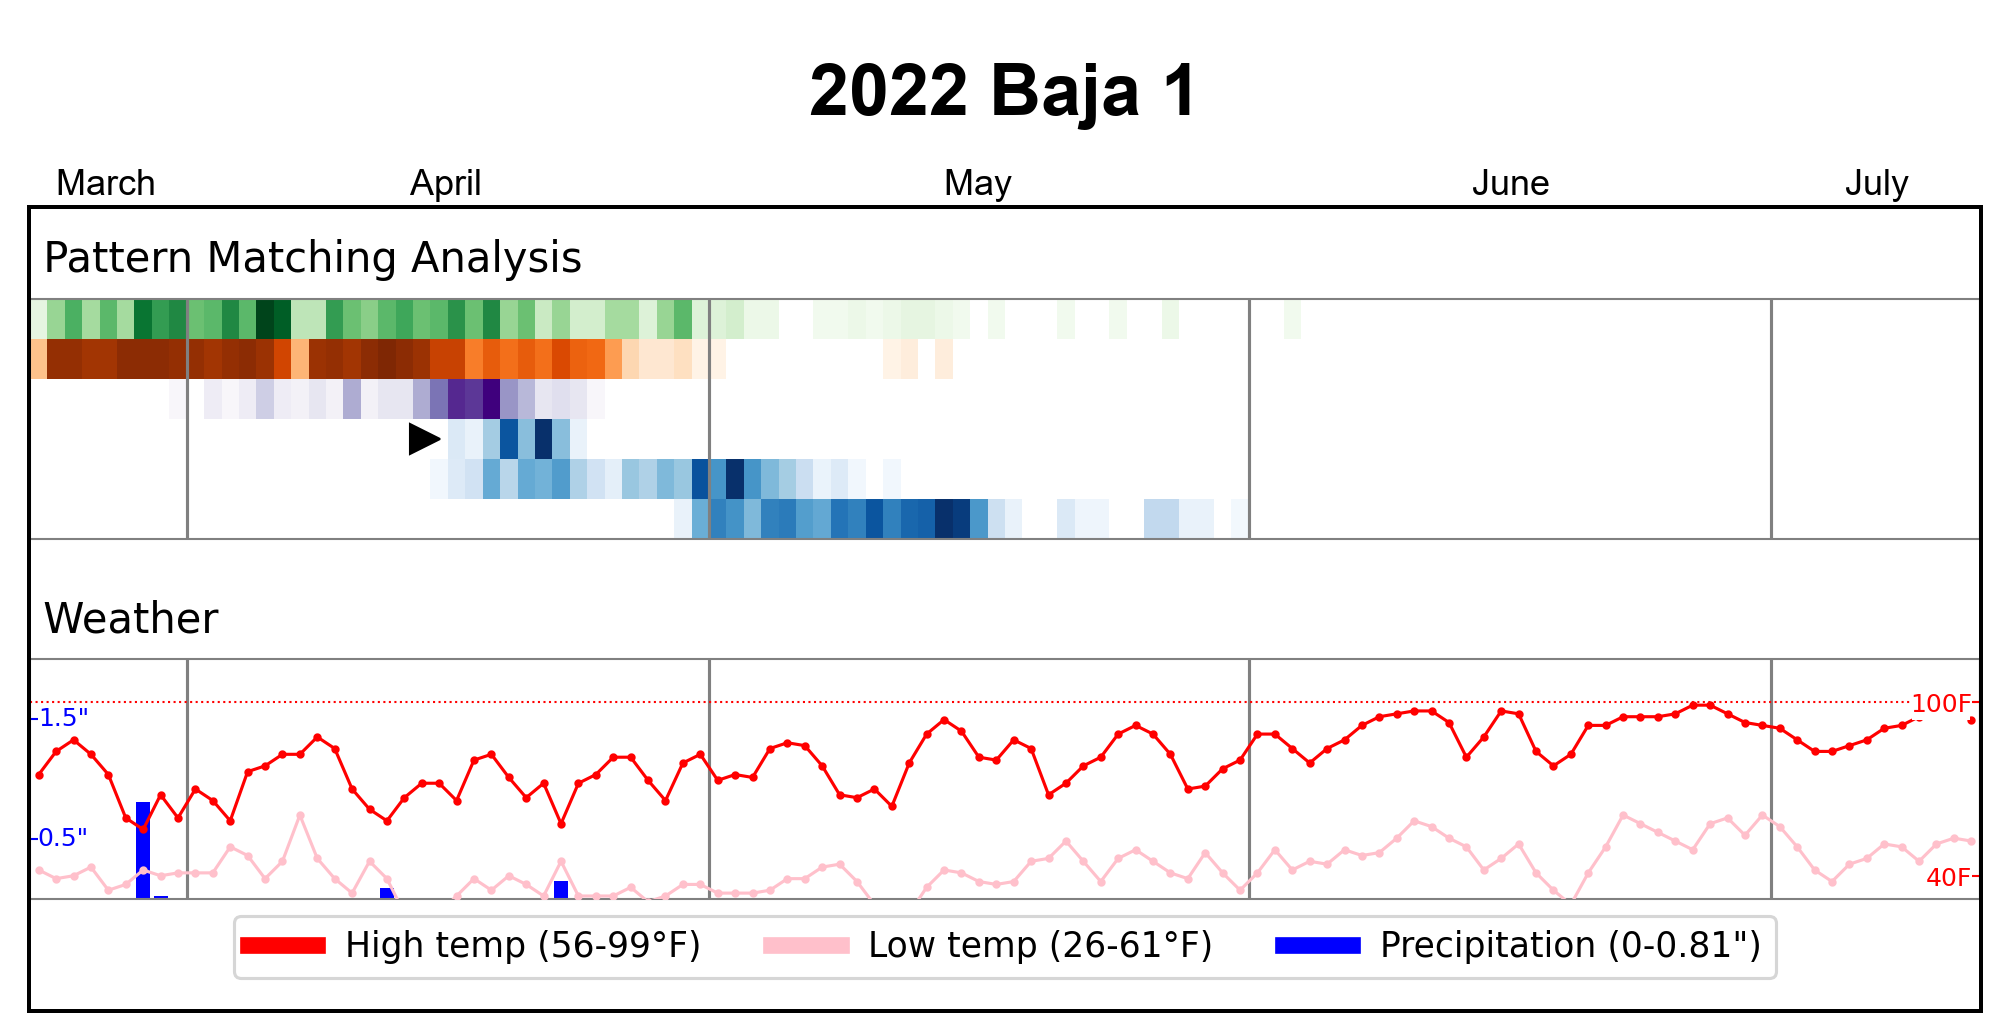 2022 Baja 1
March April May June July
Pattern Matching Analysis
Weather
1.5" 100F
0.5"
40F
High temp (56-99°F) Low temp (26-61°F) Precipitation (0-0.81")